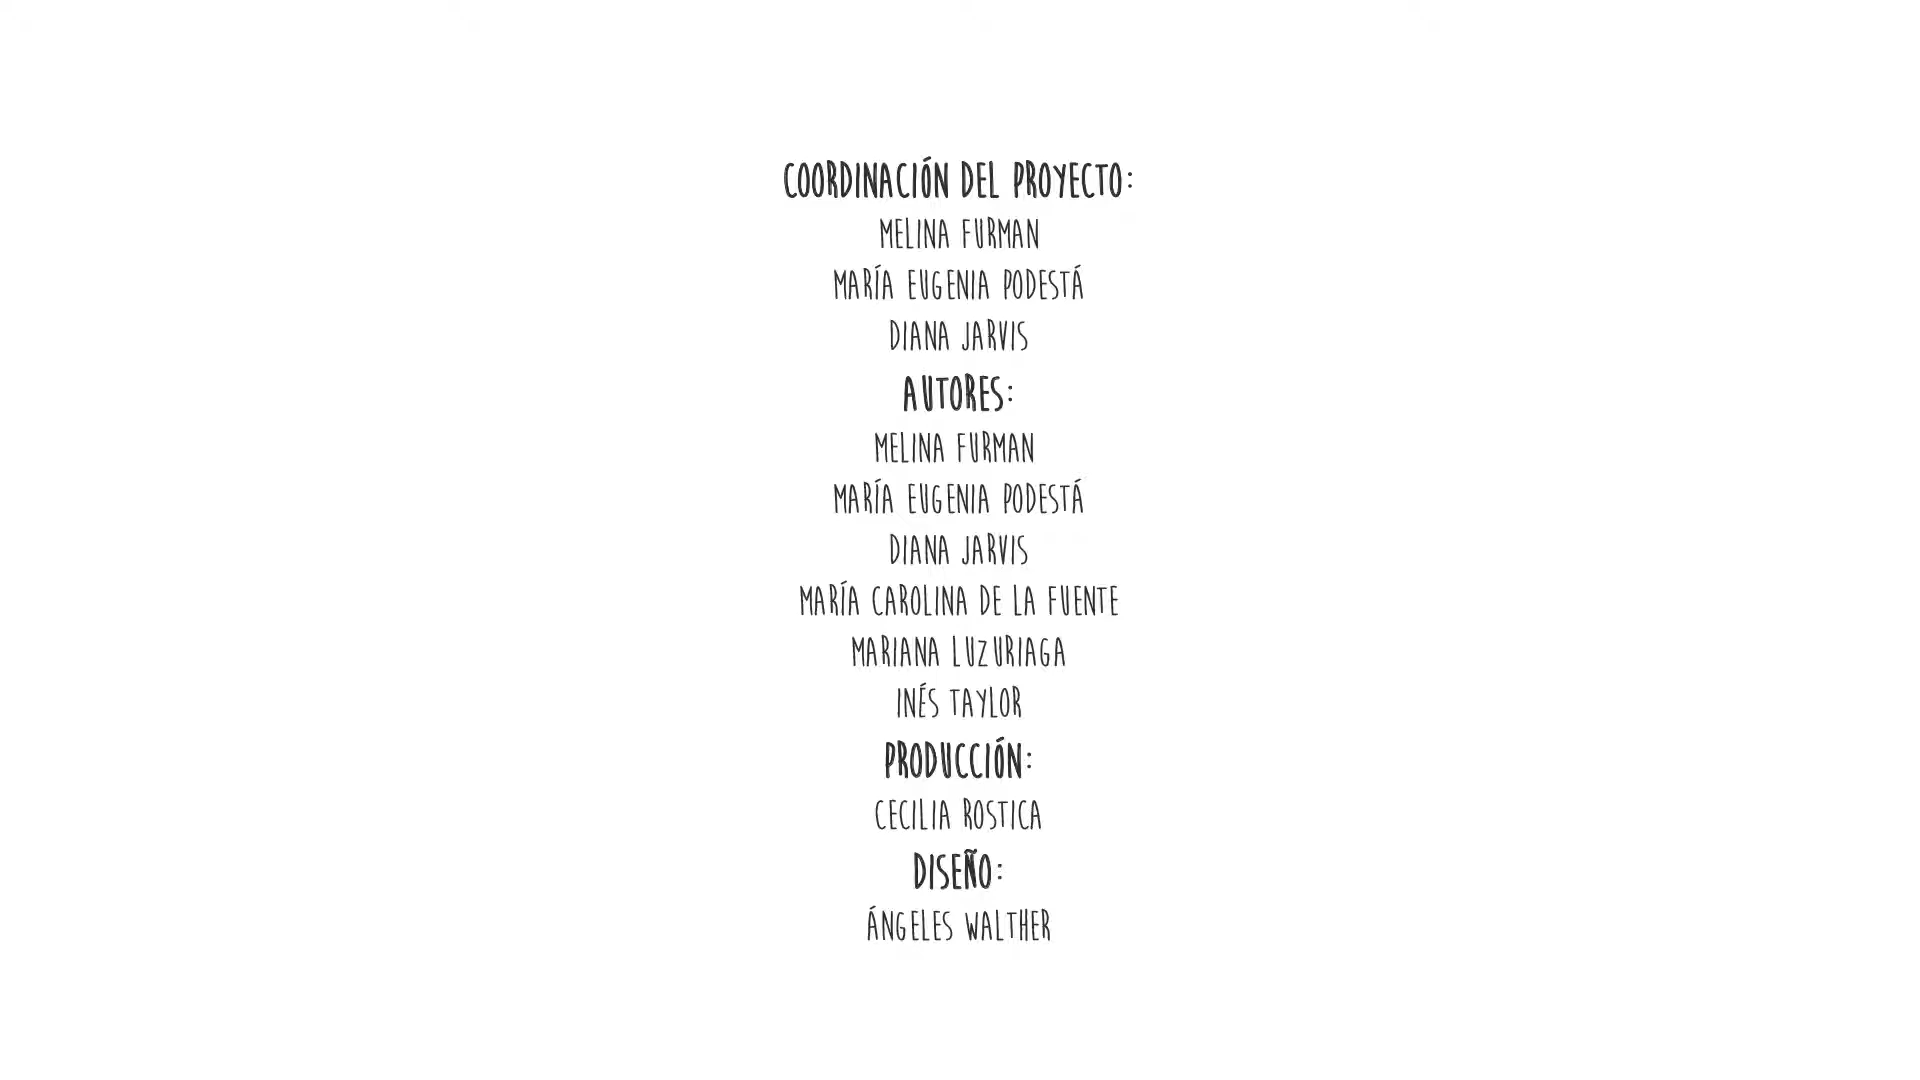 COORDINACIÓN DEL PROYECTO:
MELINA FURMAN
MARÍA EUGENIA PODESTÁ
DIANA JARVIS
AUTORES:
MELINA FURMAN
MARÍA EUGENIA PODESTÁ
DIANA JARVIS
MARÍA CAROLINA DE LA FUENTE
MARIANA LUZURIAGA
INÉS TAYLOR
PRODUCCIÓN:
CECILIA ROSTICA
DISEÑO:
ÁNGELES WALTHER